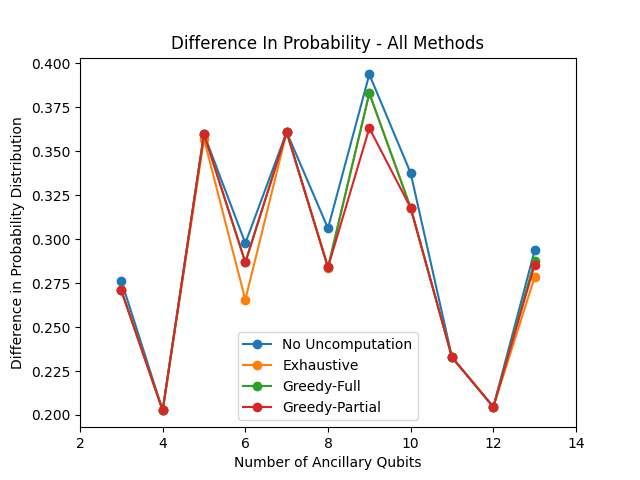 Difference In Probability - All Methods
Difference in Probability Distribution
0.400
0.375
0.350
0.325
0.300
0.275
0.250
0.225
0.200
No Uncomputation
Exhaustive
Greedy-Full
Greedy-Partial
2 4 6 8 10 12 14
Number of Ancillary Qubits